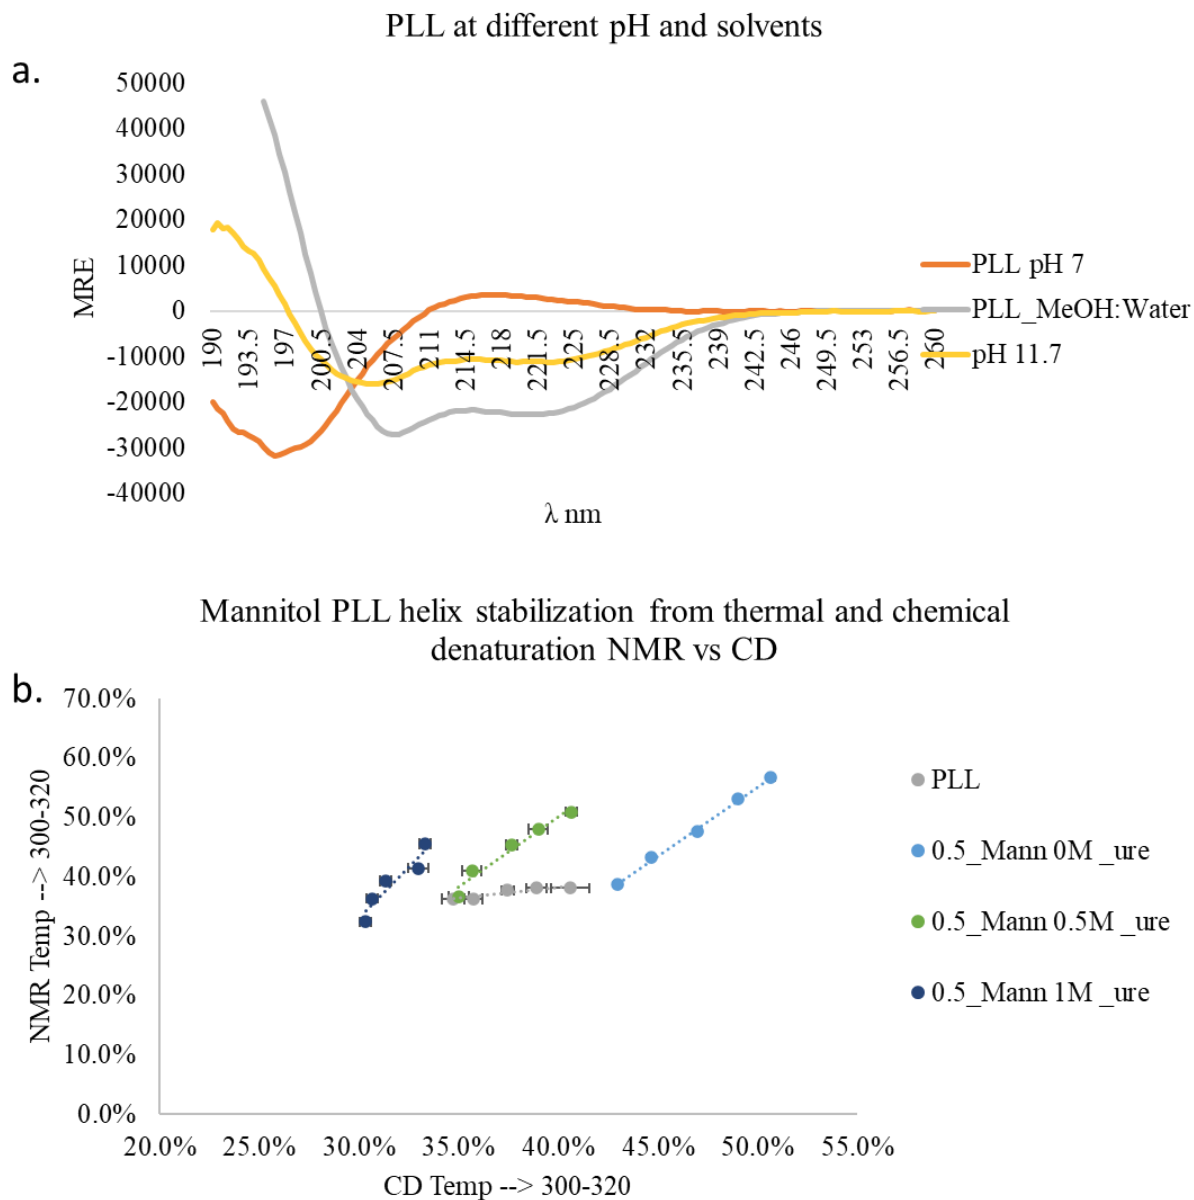 PLL at different pH and solvents
a.
50000
40000
30000
20000
10000
0
-10000
-20000
-30000
-40000
MRE
190
193.5
197
200.5
204
207.5
211
214.5
218
221.5
225
228.5
232
235.5
239
242.5
246
249.5
253
256.5
260
λ nm
PLL pH 7
PLL_MeOH:Water
pH 11.7
Mannitol PLL helix stabilization from thermal and chemical
denaturation NMR vs CD
b.
70.0%
60.0%
50.0%
40.0%
30.0%
20.0%
10.0%
0.0%
NMR Temp --> 300-320
20.0%
25.0%
30.0%
35.0%
40.0%
45.0%
50.0%
55.0%
CD Temp --> 300-320
PLL
0.5_Mann 0M _ure
0.5_Mann 0.5M _ure
0.5_Mann 1M _ure